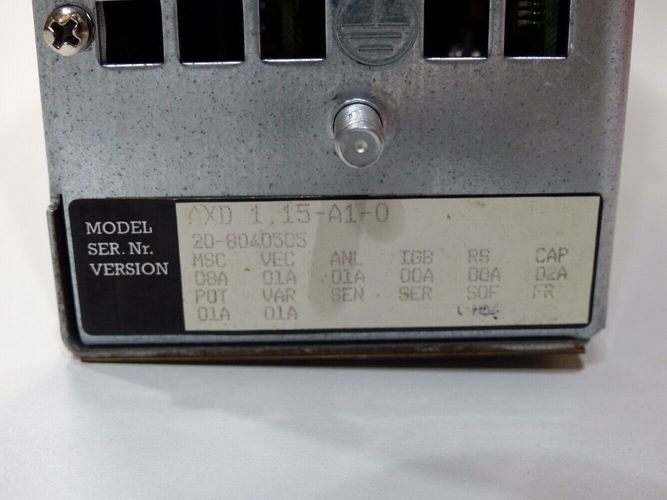 MODEL AXD 1.15-A1-0
SER. Nr. 20-8040505
VERSION MSC VEC ANL IGB RS CAP
08A 01A 01A 00A 00A 02A
POT VAR SEN SER SOF FR
01A 01A